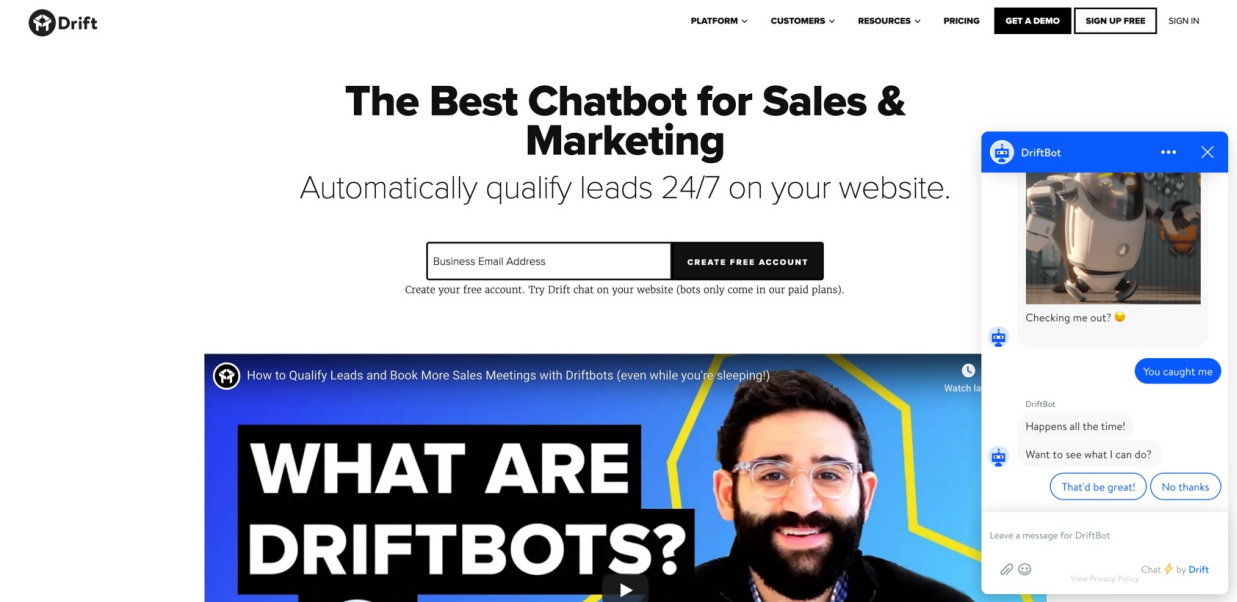 Drift
PLATFORM
CUSTOMERS
RESOURCES
PRICING
GET A DEMO
SIGN UP FREE
SIGN IN
The Best Chatbot for Sales &
Marketing
Automatically qualify leads 24/7 on your website.
Business Email Address
CREATE FREE ACCOUNT
Create your free account. Try Drift chat on your website (bots only come in our paid plans).
How to Qualify Leads and Book More Sales Meetings with Driftbots (even while you're sleeping!)
Watch la
WHAT ARE
DRIFTBOTS?
DriftBot
Checking me out? 😉
You caught me
DriftBot
Happens all the time!
Want to see what I can do?
That'd be great!
No thanks
Leave a message for DriftBot
Chat ⚡ by Drift
View Privacy Policy